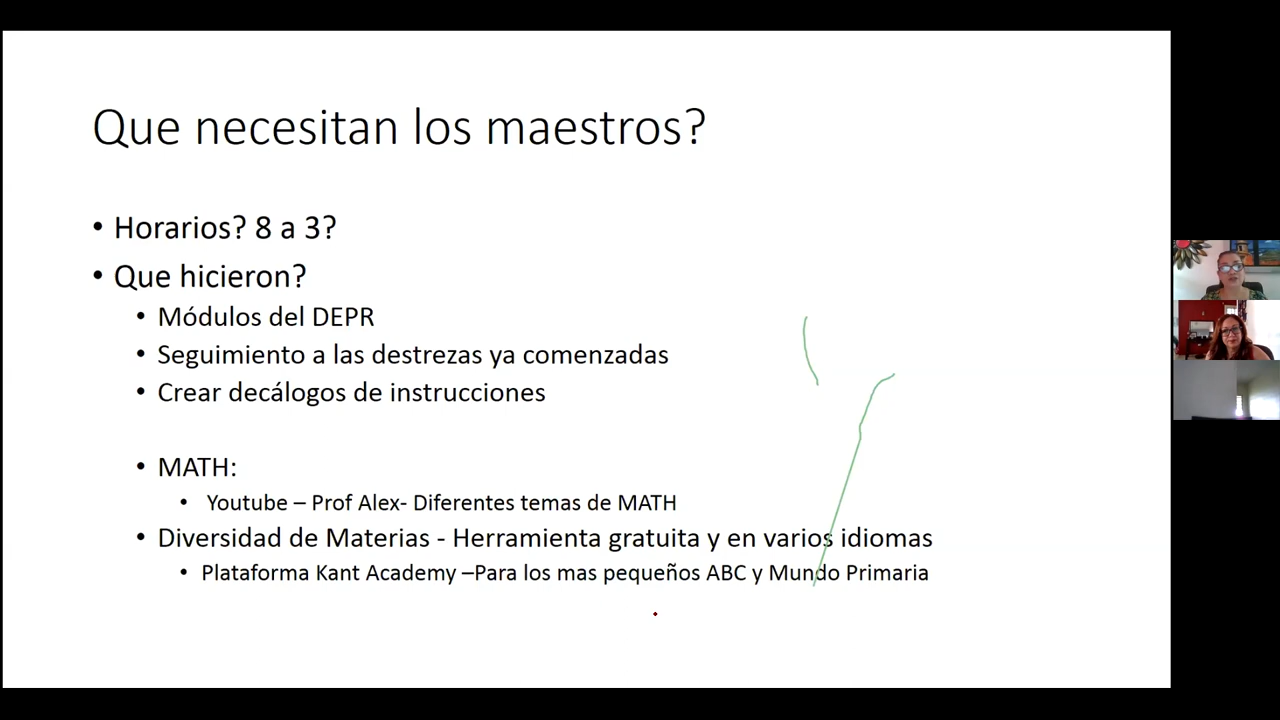 Que necesitan los maestros?
• Horarios? 8 a 3?
• Que hicieron?
• Módulos del DEPR
• Seguimiento a las destrezas ya comenzadas
• Crear decálogos de instrucciones
• MATH:
• Youtube – Prof Alex- Diferentes temas de MATH
• Diversidad de Materias - Herramienta gratuita y en varios idiomas
• Plataforma Kant Academy –Para los mas pequeños ABC y Mundo Primaria